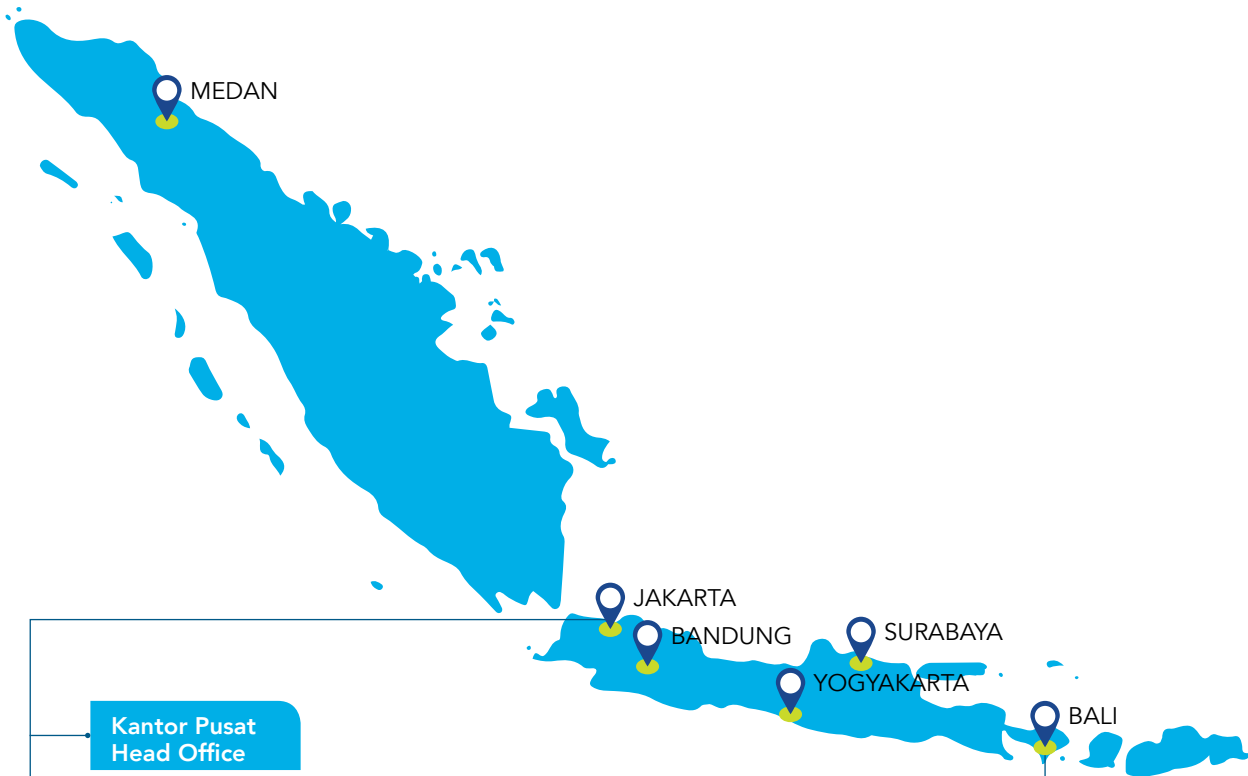 MEDAN
JAKARTA
BANDUNG
SURABAYA
YOGYAKARTA
BALI
Kantor Pusat
Head Office